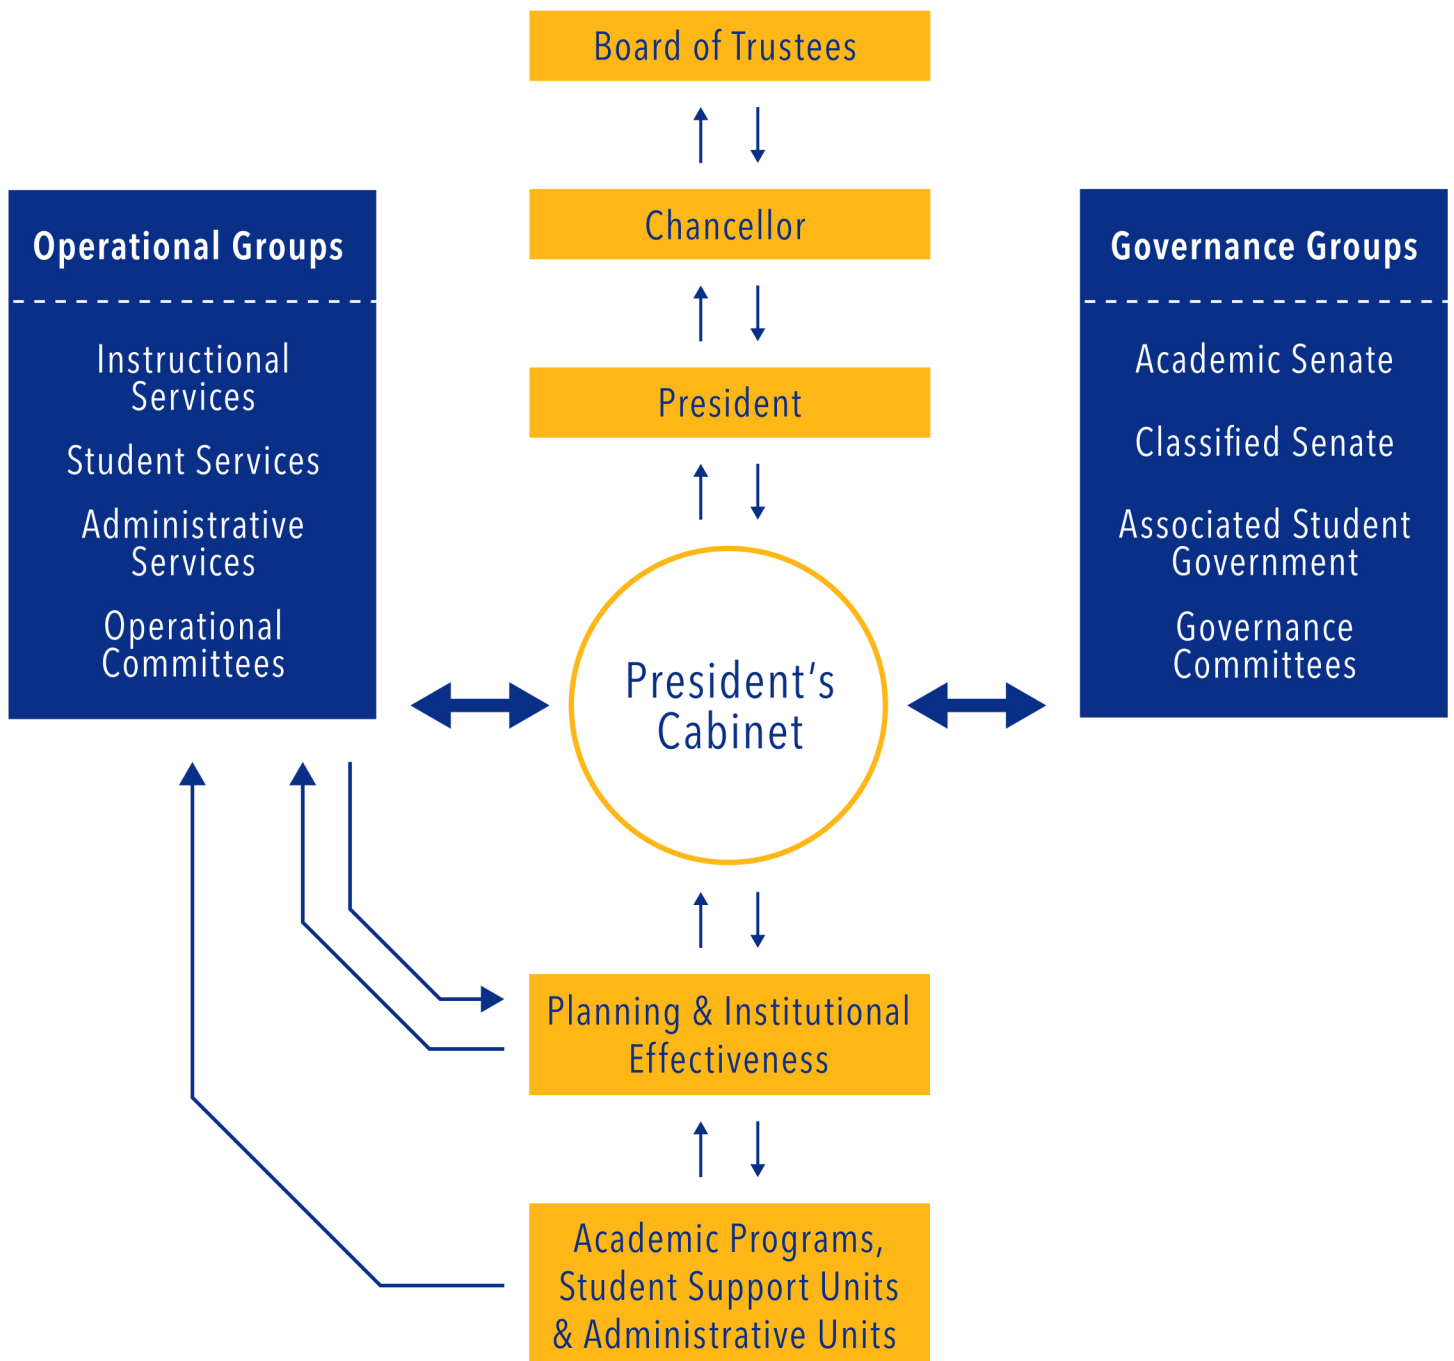 Board of Trustees
Chancellor
President
Operational Groups
Instructional
Services
Student Services
Administrative
Services
Operational
Committees
President‘s
Cabinet
Governance Groups
Academic Senate
Classified Senate
Associated Student
Government
Governance
Committees
Planning & Institutional
Effectiveness
Academic Programs,
Student Support Units
& Administrative Units